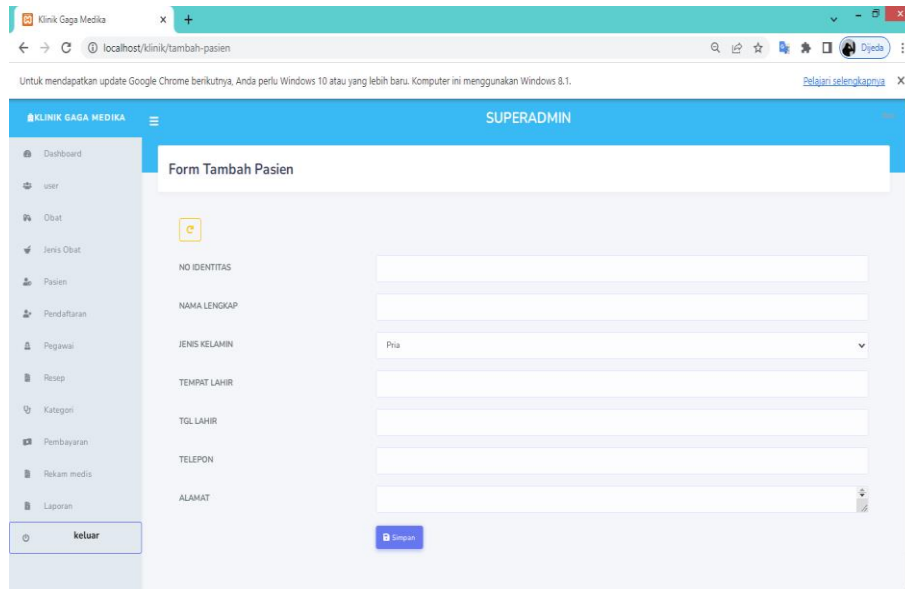 Klinik Gaga Medika
localhost/klinik/tambah-pasien
Dijeda
Untuk mendapatkan update Google Chrome berikutnya, Anda perlu Windows 10 atau yang lebih baru. Komputer ini menggunakan Windows 8.1.
Pelajari selengkapnya
KLINIK GAGA MEDIKA
SUPERADMIN
Dashboard
user
Obat
Jenis Obat
Pasien
Pendaftaran
Pegawai
Resep
Kategori
Pembayaran
Rekam medis
Laporan
keluar
Form Tambah Pasien
NO IDENTITAS
NAMA LENGKAP
JENIS KELAMIN
Pria
TEMPAT LAHIR
TGL LAHIR
TELEPON
ALAMAT
Simpan